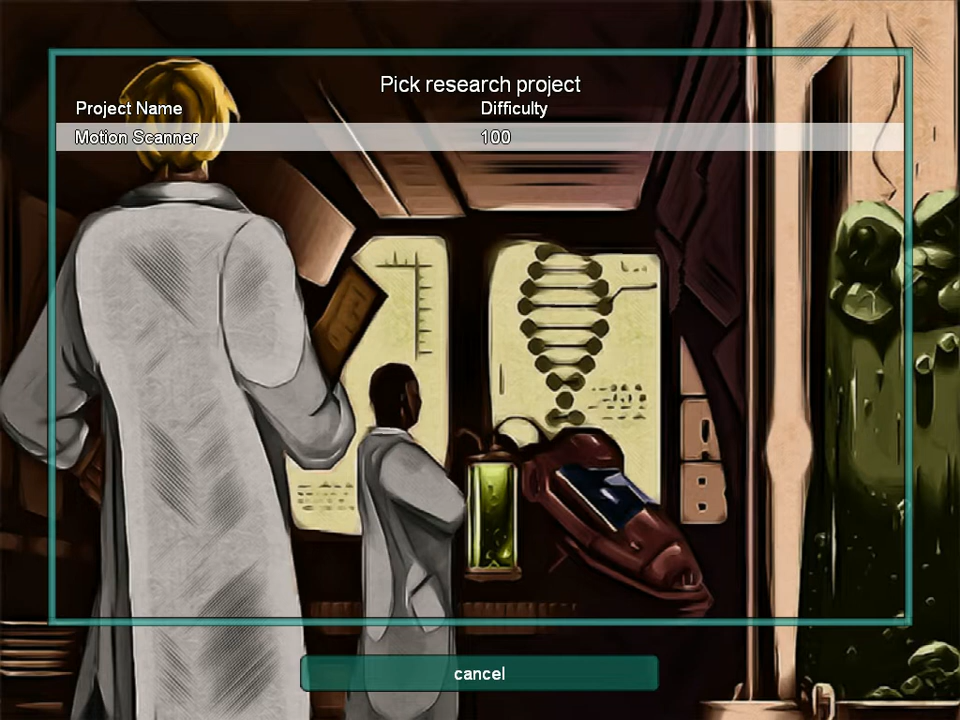 Pick research project
Project Name Difficulty
Motion Scanner 100
A
B
cancel